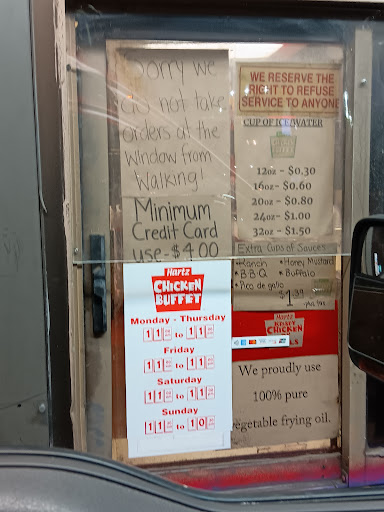 Sorry we
do not take
orders at the
window from
walking!
Minimum
Credit Card
use - $4.00
Hartz
CHICKEN
BUFFET
Monday - Thursday
11 to 11
Friday
11 to 11
Saturday
11 to 11
Sunday
11 to 10
WE RESERVE THE
RIGHT TO REFUSE
SERVICE TO ANYONE
CUP OF ICE/WATER
12oz - $0.30
16oz - $0.60
20oz - $0.80
24oz - $1.00
32oz - $1.50
Extra Cups of Sauces
• Ranch • Honey Mustard
• BBQ • Buffalo
• Pico de gallo
$1.39
Hartz
CHICKEN
We proudly use
100% pure
vegetable frying oil.